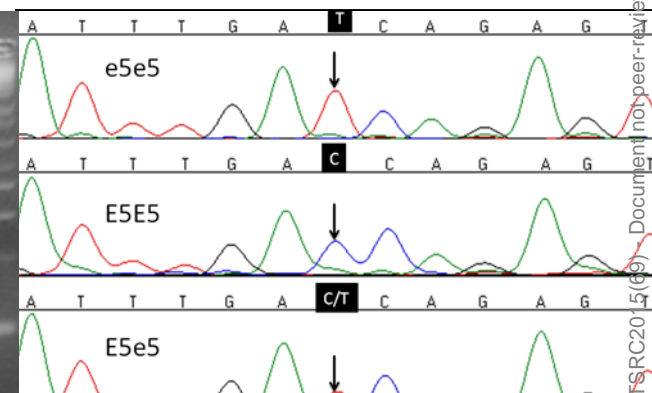 A T T T G A T C A G A G T
e5e5
A T T T G A C C A G A G T
E5E5
A T T T G A C/T C A G A G T
E5e5
TSRC2015(69) - Document not peer-revie